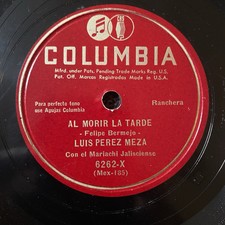 COLUMBIA
Mfrd. under Pats. Pending Trade Marks Reg. U.S.
Pat. Off. Marcas Registradas Made in U.S.A.
Para perfecto tono
use Agujas Columbia
Ranchera
AL MORIR LA TARDE
- Felipe Bermejo -
LUIS PEREZ MEZA
Con el Mariachi Jalisciense
6262-X
(Mex-185)